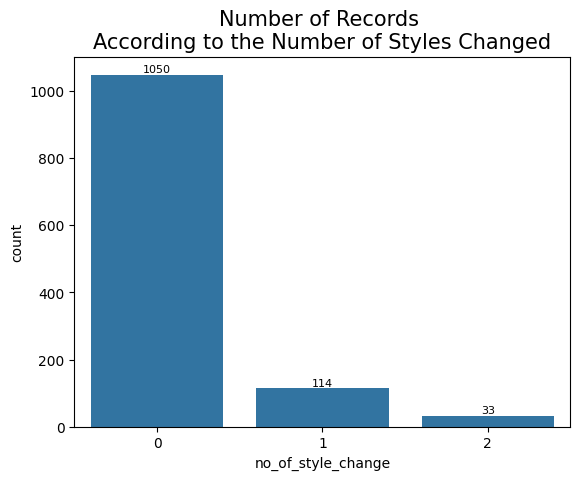 Number of Records
According to the Number of Styles Changed
1050
1000
800
600
count
400
200
114
33
0
0 1 2
no_of_style_change